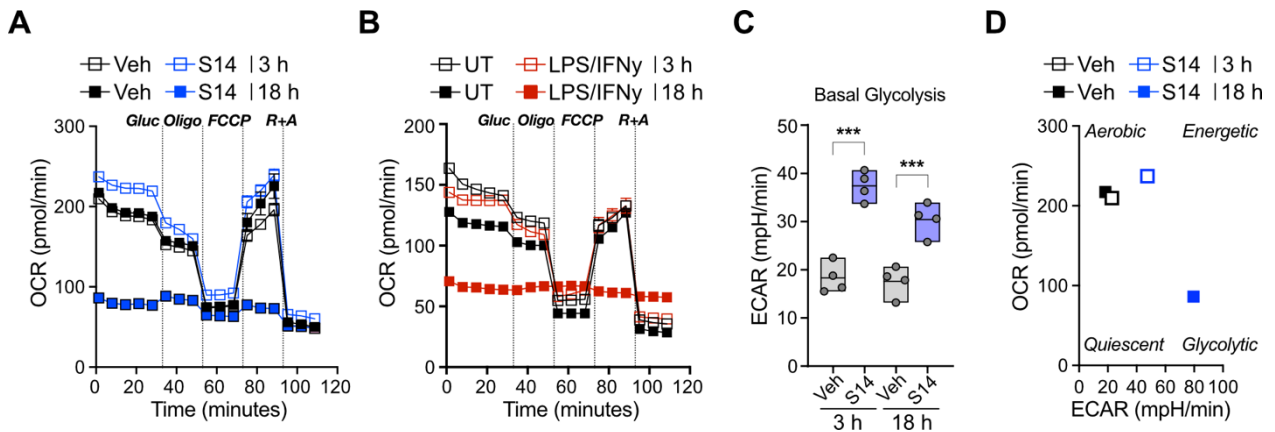 A
Veh S14 | 3 h
Veh S14 | 18 h
Gluc Oligo FCCP R+A
300
200
100
0
OCR (pmol/min)
0 20 40 60 80 100 120
Time (minutes)
B
UT LPS/IFNy | 3 h
UT LPS/IFNy | 18 h
Gluc Oligo FCCP R+A
200
150
100
50
0
OCR (pmol/min)
0 20 40 60 80 100 120
Time (minutes)
C
Basal Glycolysis
*** ***
50
40
30
20
10
0
ECAR (mpH/min)
Veh S14 Veh S14
3 h 18 h
D
Veh S14 | 3 h
Veh S14 | 18 h
300
200
100
0
OCR (pmol/min)
Aerobic Energetic
Quiescent Glycolytic
0 20 40 60 80 100
ECAR (mpH/min)